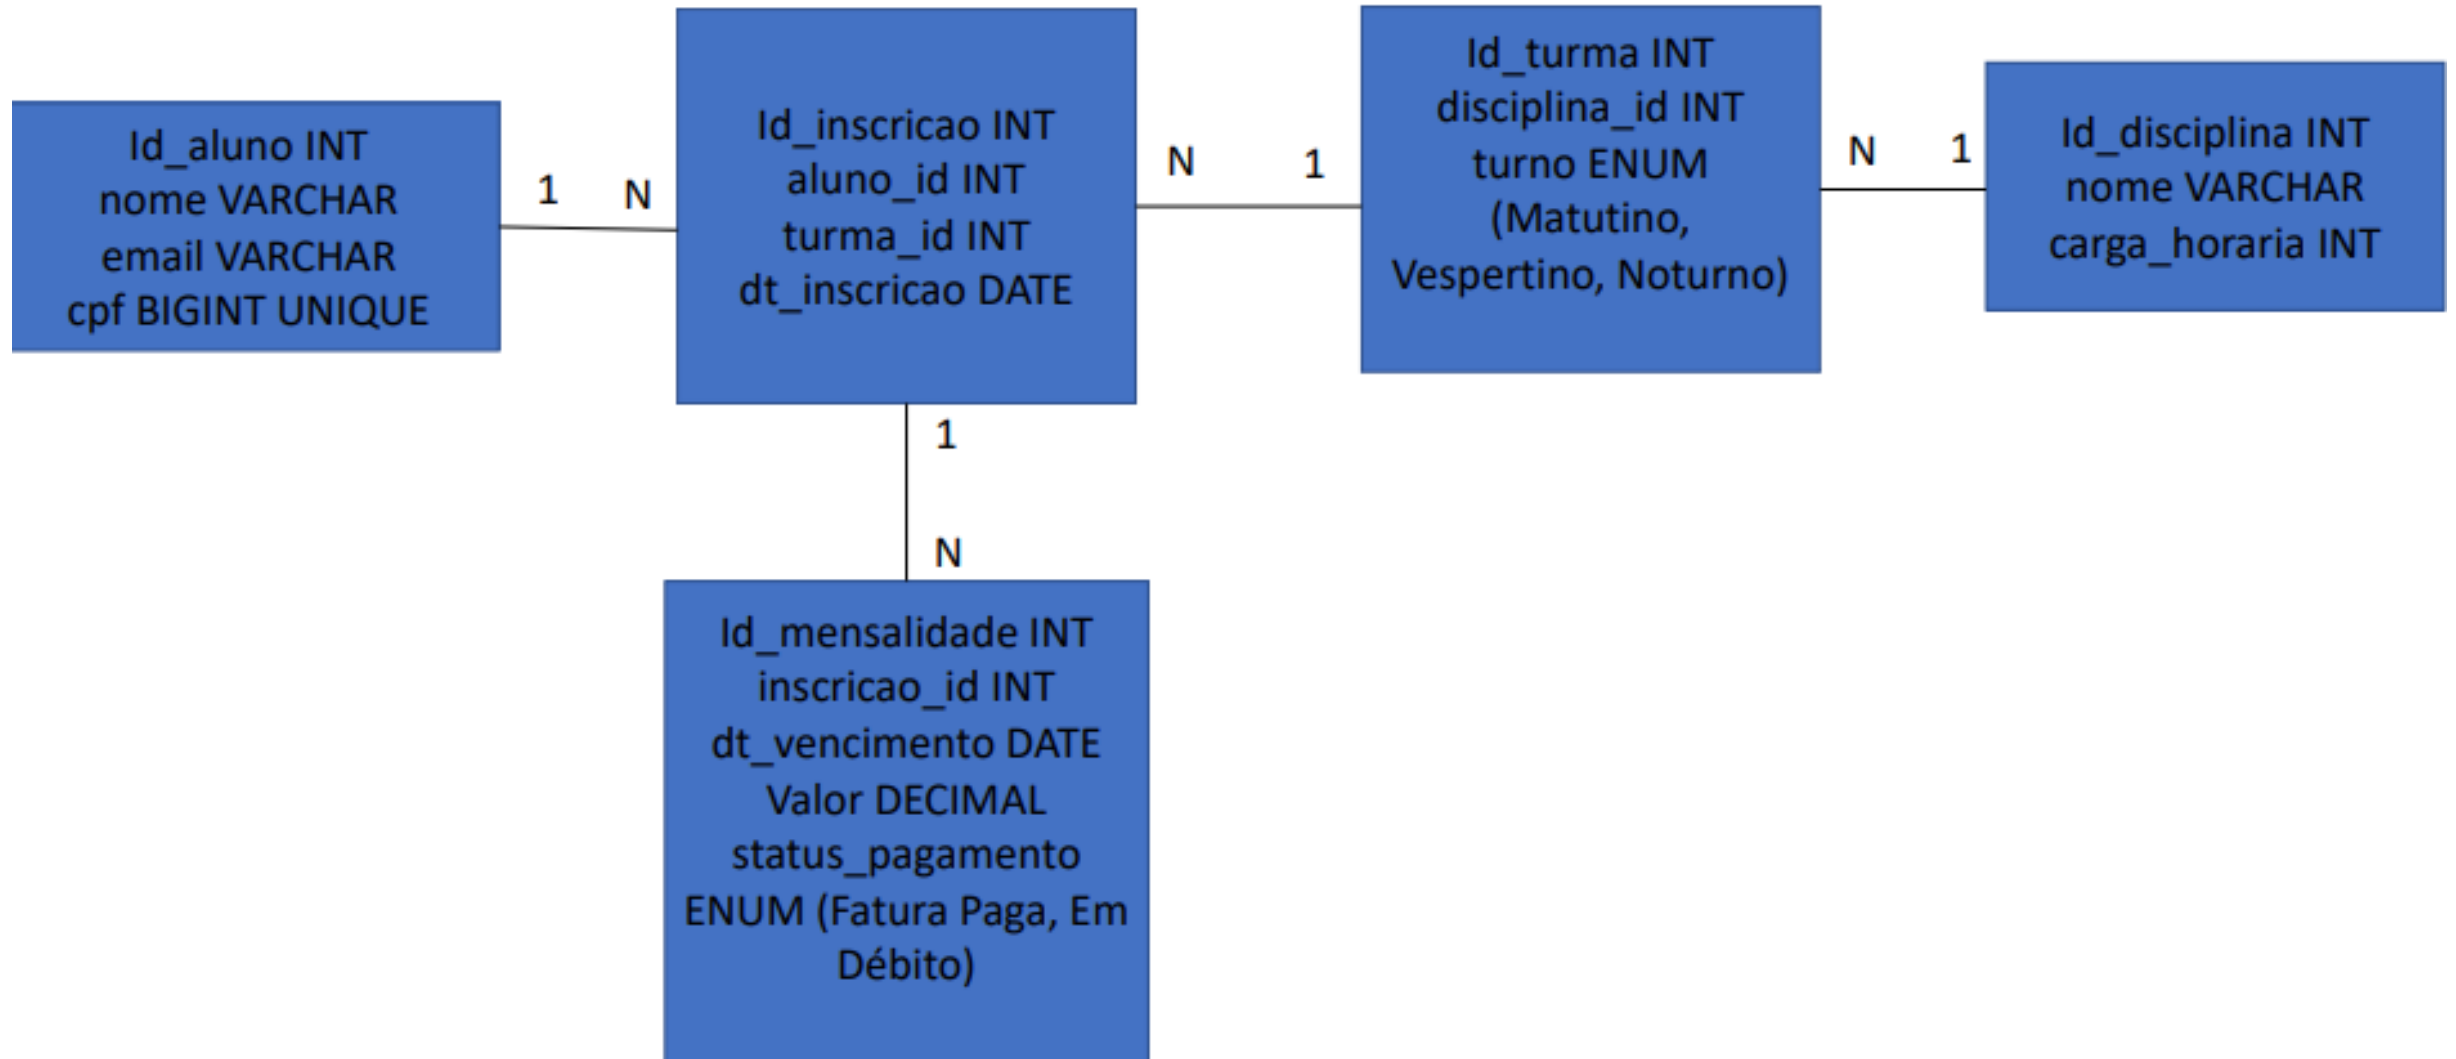 Id_aluno INT
nome VARCHAR
email VARCHAR
cpf BIGINT UNIQUE
1
N
Id_inscricao INT
aluno_id INT
turma_id INT
dt_inscricao DATE
N
1
Id_turma INT
disciplina_id INT
turno ENUM
(Matutino,
Vespertino, Noturno)
N
1
Id_disciplina INT
nome VARCHAR
carga_horaria INT
1
N
Id_mensalidade INT
inscricao_id INT
dt_vencimento DATE
Valor DECIMAL
status_pagamento
ENUM (Fatura Paga, Em
Débito)